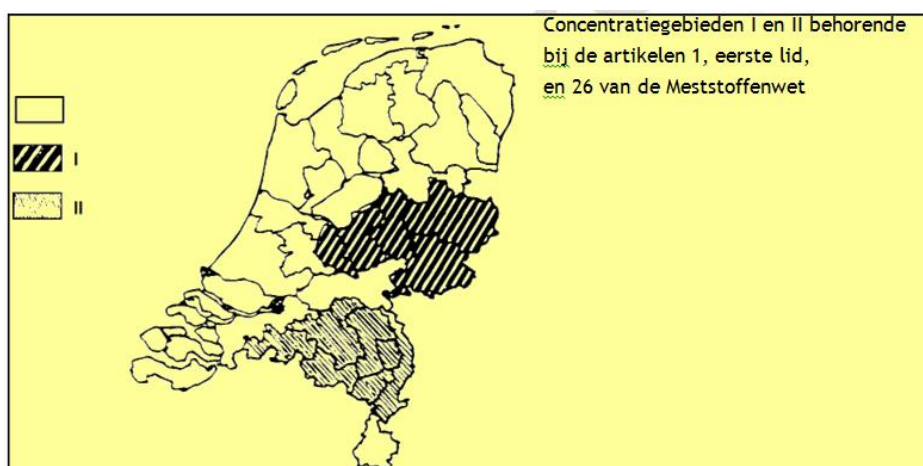 Concentratiegebieden I en II behorende
bij de artikelen 1, eerste lid,
en 26 van de Meststoffenwet
I
II